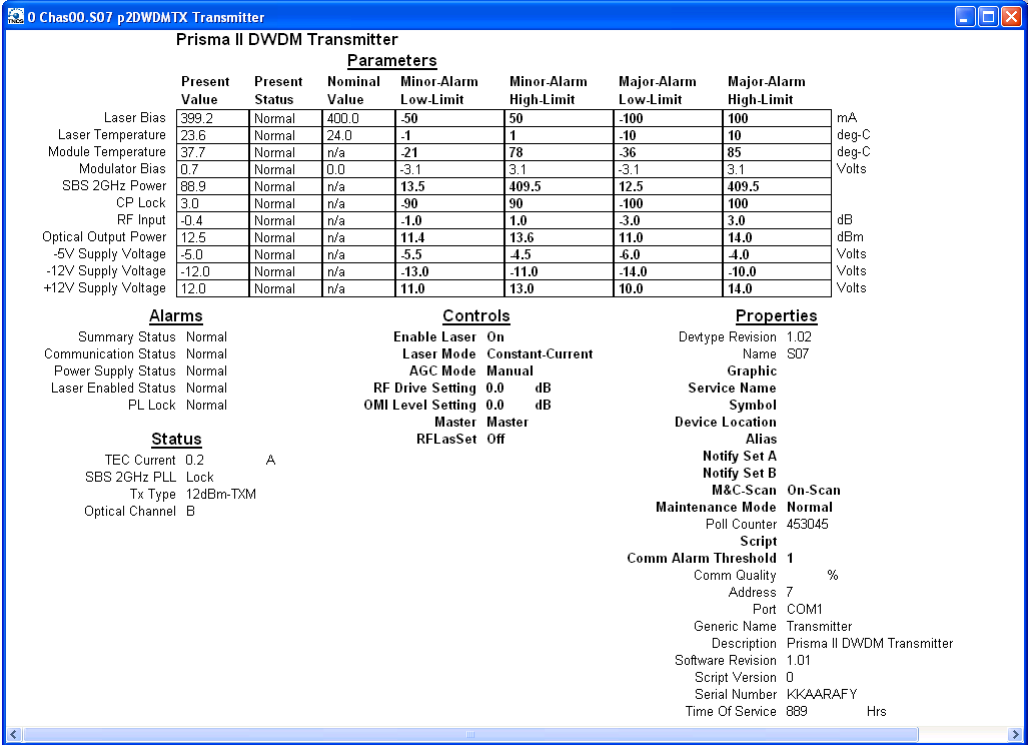 0 Chas00.S07 p2DWDMTX Transmitter
Prisma II DWDM Transmitter
Parameters
Present Present Nominal Minor-Alarm Minor-Alarm Major-Alarm Major-Alarm
Value Status Value Low-Limit High-Limit Low-Limit High-Limit
Laser Bias 399.2 Normal 400.0 -50 50 -100 100 mA
Laser Temperature 23.6 Normal 24.0 -1 1 -10 10 deg-C
Module Temperature 37.7 Normal n/a -21 78 -36 85 deg-C
Modulator Bias 0.7 Normal 0.0 -3.1 3.1 -3.1 3.1 Volts
SBS 2GHz Power 88.9 Normal n/a 13.5 409.5 12.5 409.5
CP Lock 3.0 Normal n/a -90 90 -100 100
RF Input -0.4 Normal n/a -1.0 1.0 -3.0 3.0 dB
Optical Output Power 12.5 Normal n/a 11.4 13.6 11.0 14.0 dBm
-5V Supply Voltage -5.0 Normal n/a -5.5 -4.5 -6.0 -4.0 Volts
-12V Supply Voltage -12.0 Normal n/a -13.0 -11.0 -14.0 -10.0 Volts
+12V Supply Voltage 12.0 Normal n/a 11.0 13.0 10.0 14.0 Volts
Alarms
Summary Status Normal
Communication Status Normal
Power Supply Status Normal
Laser Enabled Status Normal
PL Lock Normal
Status
TEC Current 0.2 A
SBS 2GHz PLL Lock
Tx Type 12dBm-TXM
Optical Channel B
Controls
Enable Laser On
Laser Mode Constant-Current
AGC Mode Manual
RF Drive Setting 0.0 dB
OMI Level Setting 0.0 dB
Master Master
RFLasSet Off
Properties
Devtype Revision 1.02
Name S07
Graphic
Service Name
Symbol
Device Location
Alias
Notify Set A
Notify Set B
M&C-Scan On-Scan
Maintenance Mode Normal
Poll Counter 453045
Script
Comm Alarm Threshold 1
Comm Quality %
Address 7
Port COM1
Generic Name Transmitter
Description Prisma II DWDM Transmitter
Software Revision 1.01
Script Version 0
Serial Number KKAARAFY
Time Of Service 889 Hrs